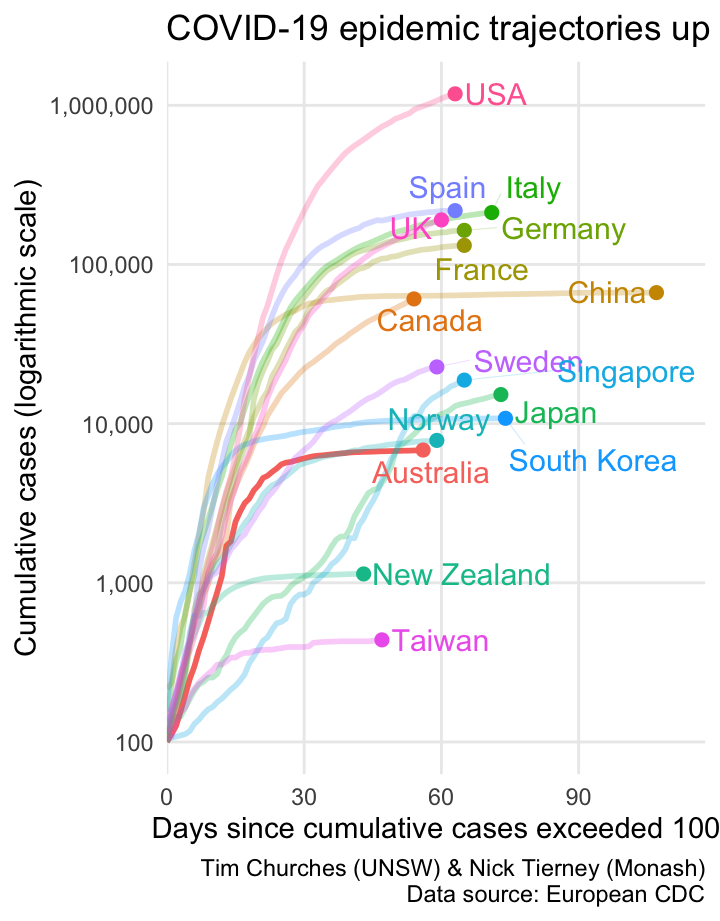 COVID-19 epidemic trajectories up
Cumulative cases (logarithmic scale)
1,000,000
100,000
10,000
1,000
100
USA
Spain
Italy
UK
Germany
France
China
Canada
Sweden
Singapore
Norway
Japan
South Korea
Australia
New Zealand
Taiwan
0
30
60
90
Days since cumulative cases exceeded 100
Tim Churches (UNSW) & Nick Tierney (Monash)
Data source: European CDC